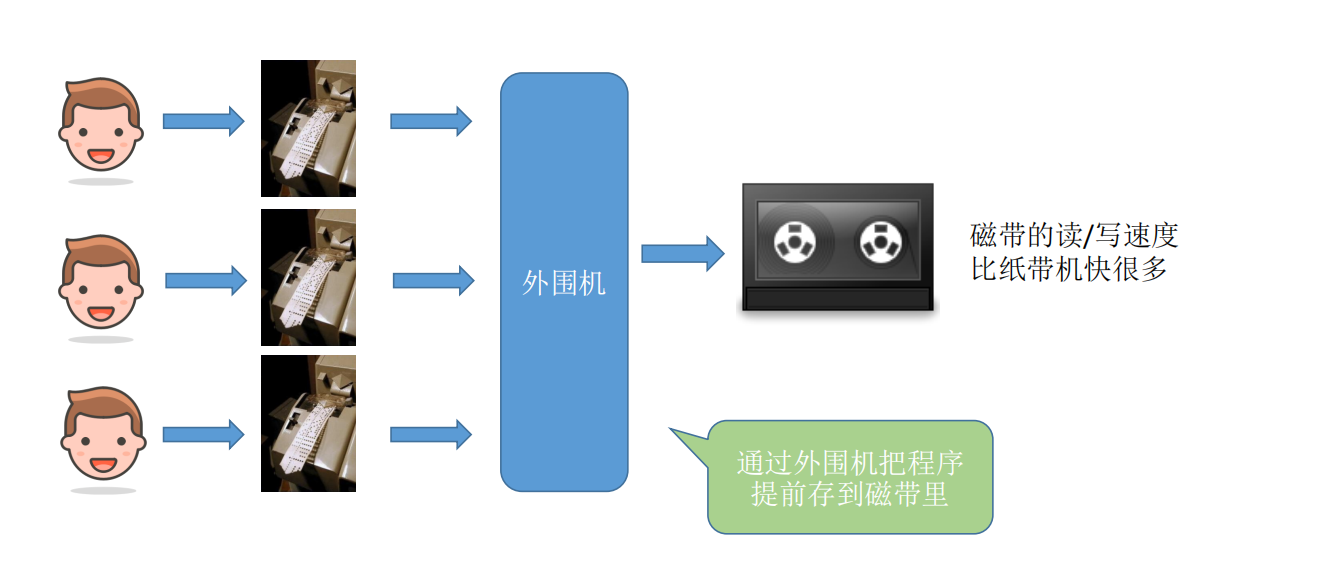 外围机
磁带的读/写速度
比纸带机快很多
通过外围机把程序
提前存到磁带里